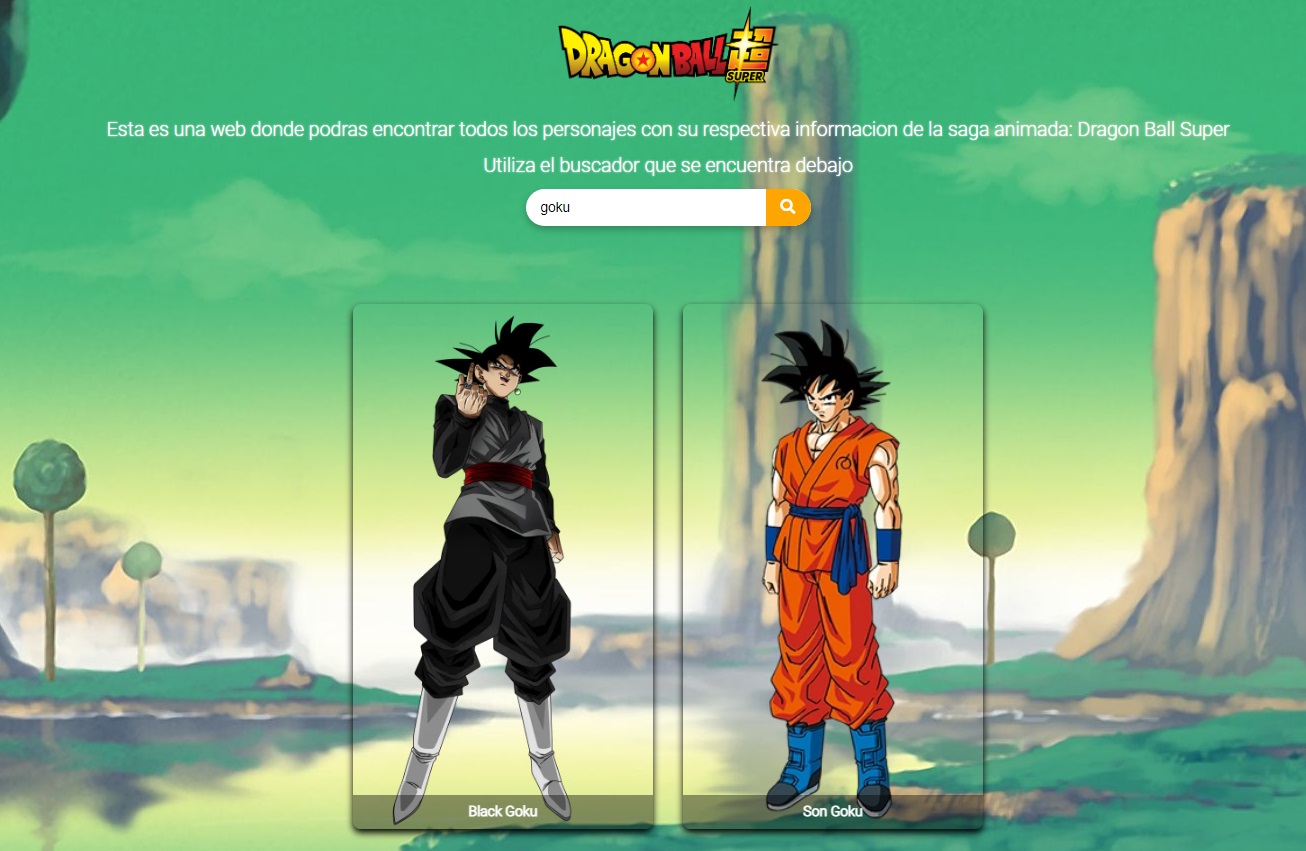 DRAGON BALL 超
SUPER
Esta es una web donde podras encontrar todos los personajes con su respectiva informacion de la saga animada: Dragon Ball Super
Utiliza el buscador que se encuentra debajo
goku
Black Goku
Son Goku